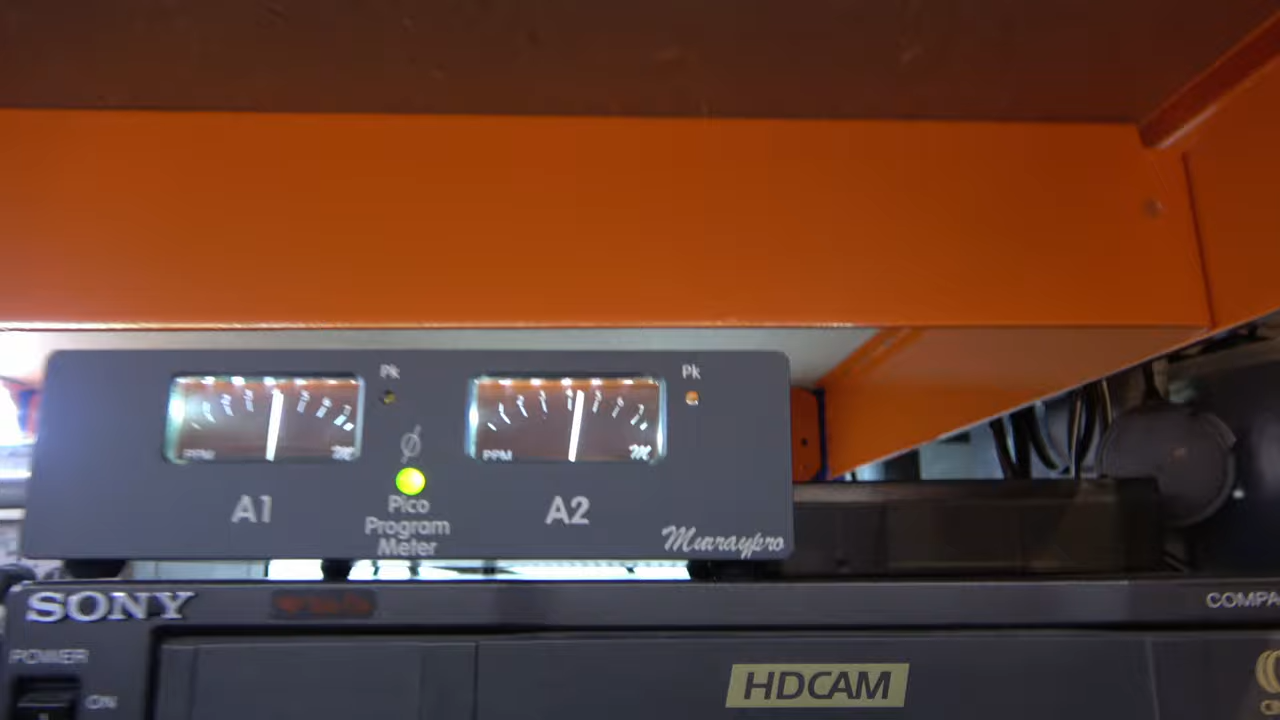 Pk
Pk
PPM
PPM
A1
ø
A2
Pico
Program
Meter
Murraypro
SONY
COMPA
POWER
ON
HDCAM